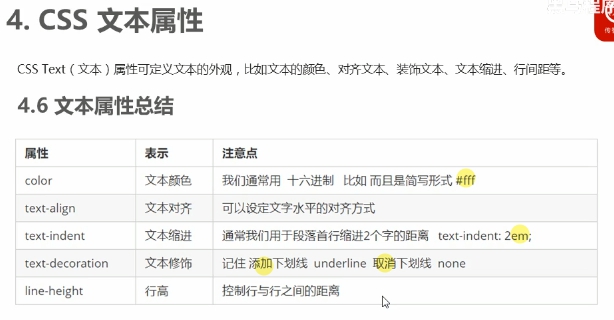 4. CSS 文本属性
CSS Text（文本）属性可定义文本的外观，比如文本的颜色、对齐文本、装饰文本、文本缩进、行间距等。
4.6 文本属性总结
属性 表示 注意点
color 文本颜色 我们通常用 十六进制 比如 而且是简写形式 #fff
text-align 文本对齐 可以设定文字水平的对齐方式
text-indent 文本缩进 通常我们用于段落首行缩进2个字的距离 text-indent: 2em;
text-decoration 文本修饰 记住 添加下划线 underline 取消下划线 none
line-height 行高 控制行与行之间的距离